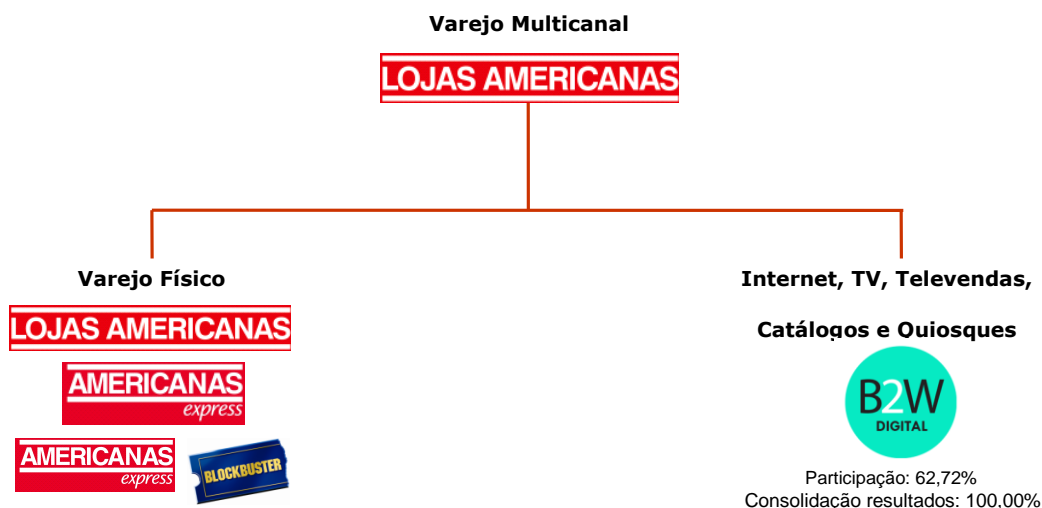 Varejo Multicanal
LOJAS AMERICANAS
Varejo Físico
LOJAS AMERICANAS
AMERICANAS
express
AMERICANAS
express
BLOCKBUSTER
Internet, TV, Televendas,
Catálogos e Quiosques
B2W
DIGITAL
Participação: 62,72%
Consolidação resultados: 100,00%